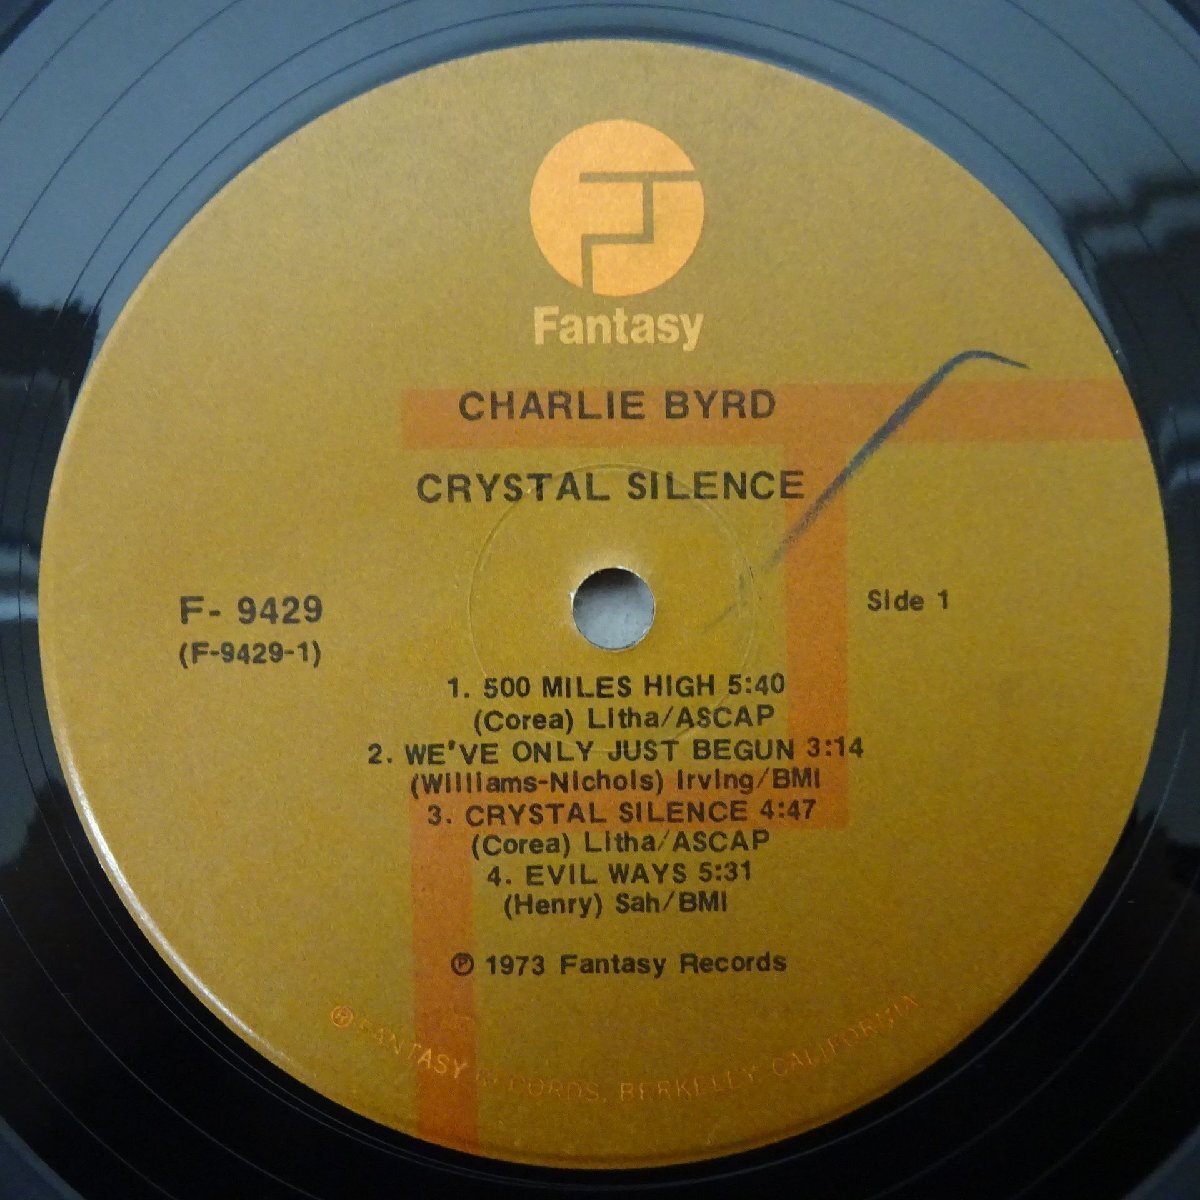 Fantasy
CHARLIE BYRD
CRYSTAL SILENCE
F- 9429
(F-9429-1)
Side 1
1. 500 MILES HIGH 5:40
(Corea) Litha/ASCAP
2. WE'VE ONLY JUST BEGUN 3:14
(Williams-Nichols) Irving/BMI
3. CRYSTAL SILENCE 4:47
(Corea) Litha/ASCAP
4. EVIL WAYS 5:31
(Henry) Sah/BMI
℗ 1973 Fantasy Records
® FANTASY RECORDS, BERKELEY, CALIFORNIA